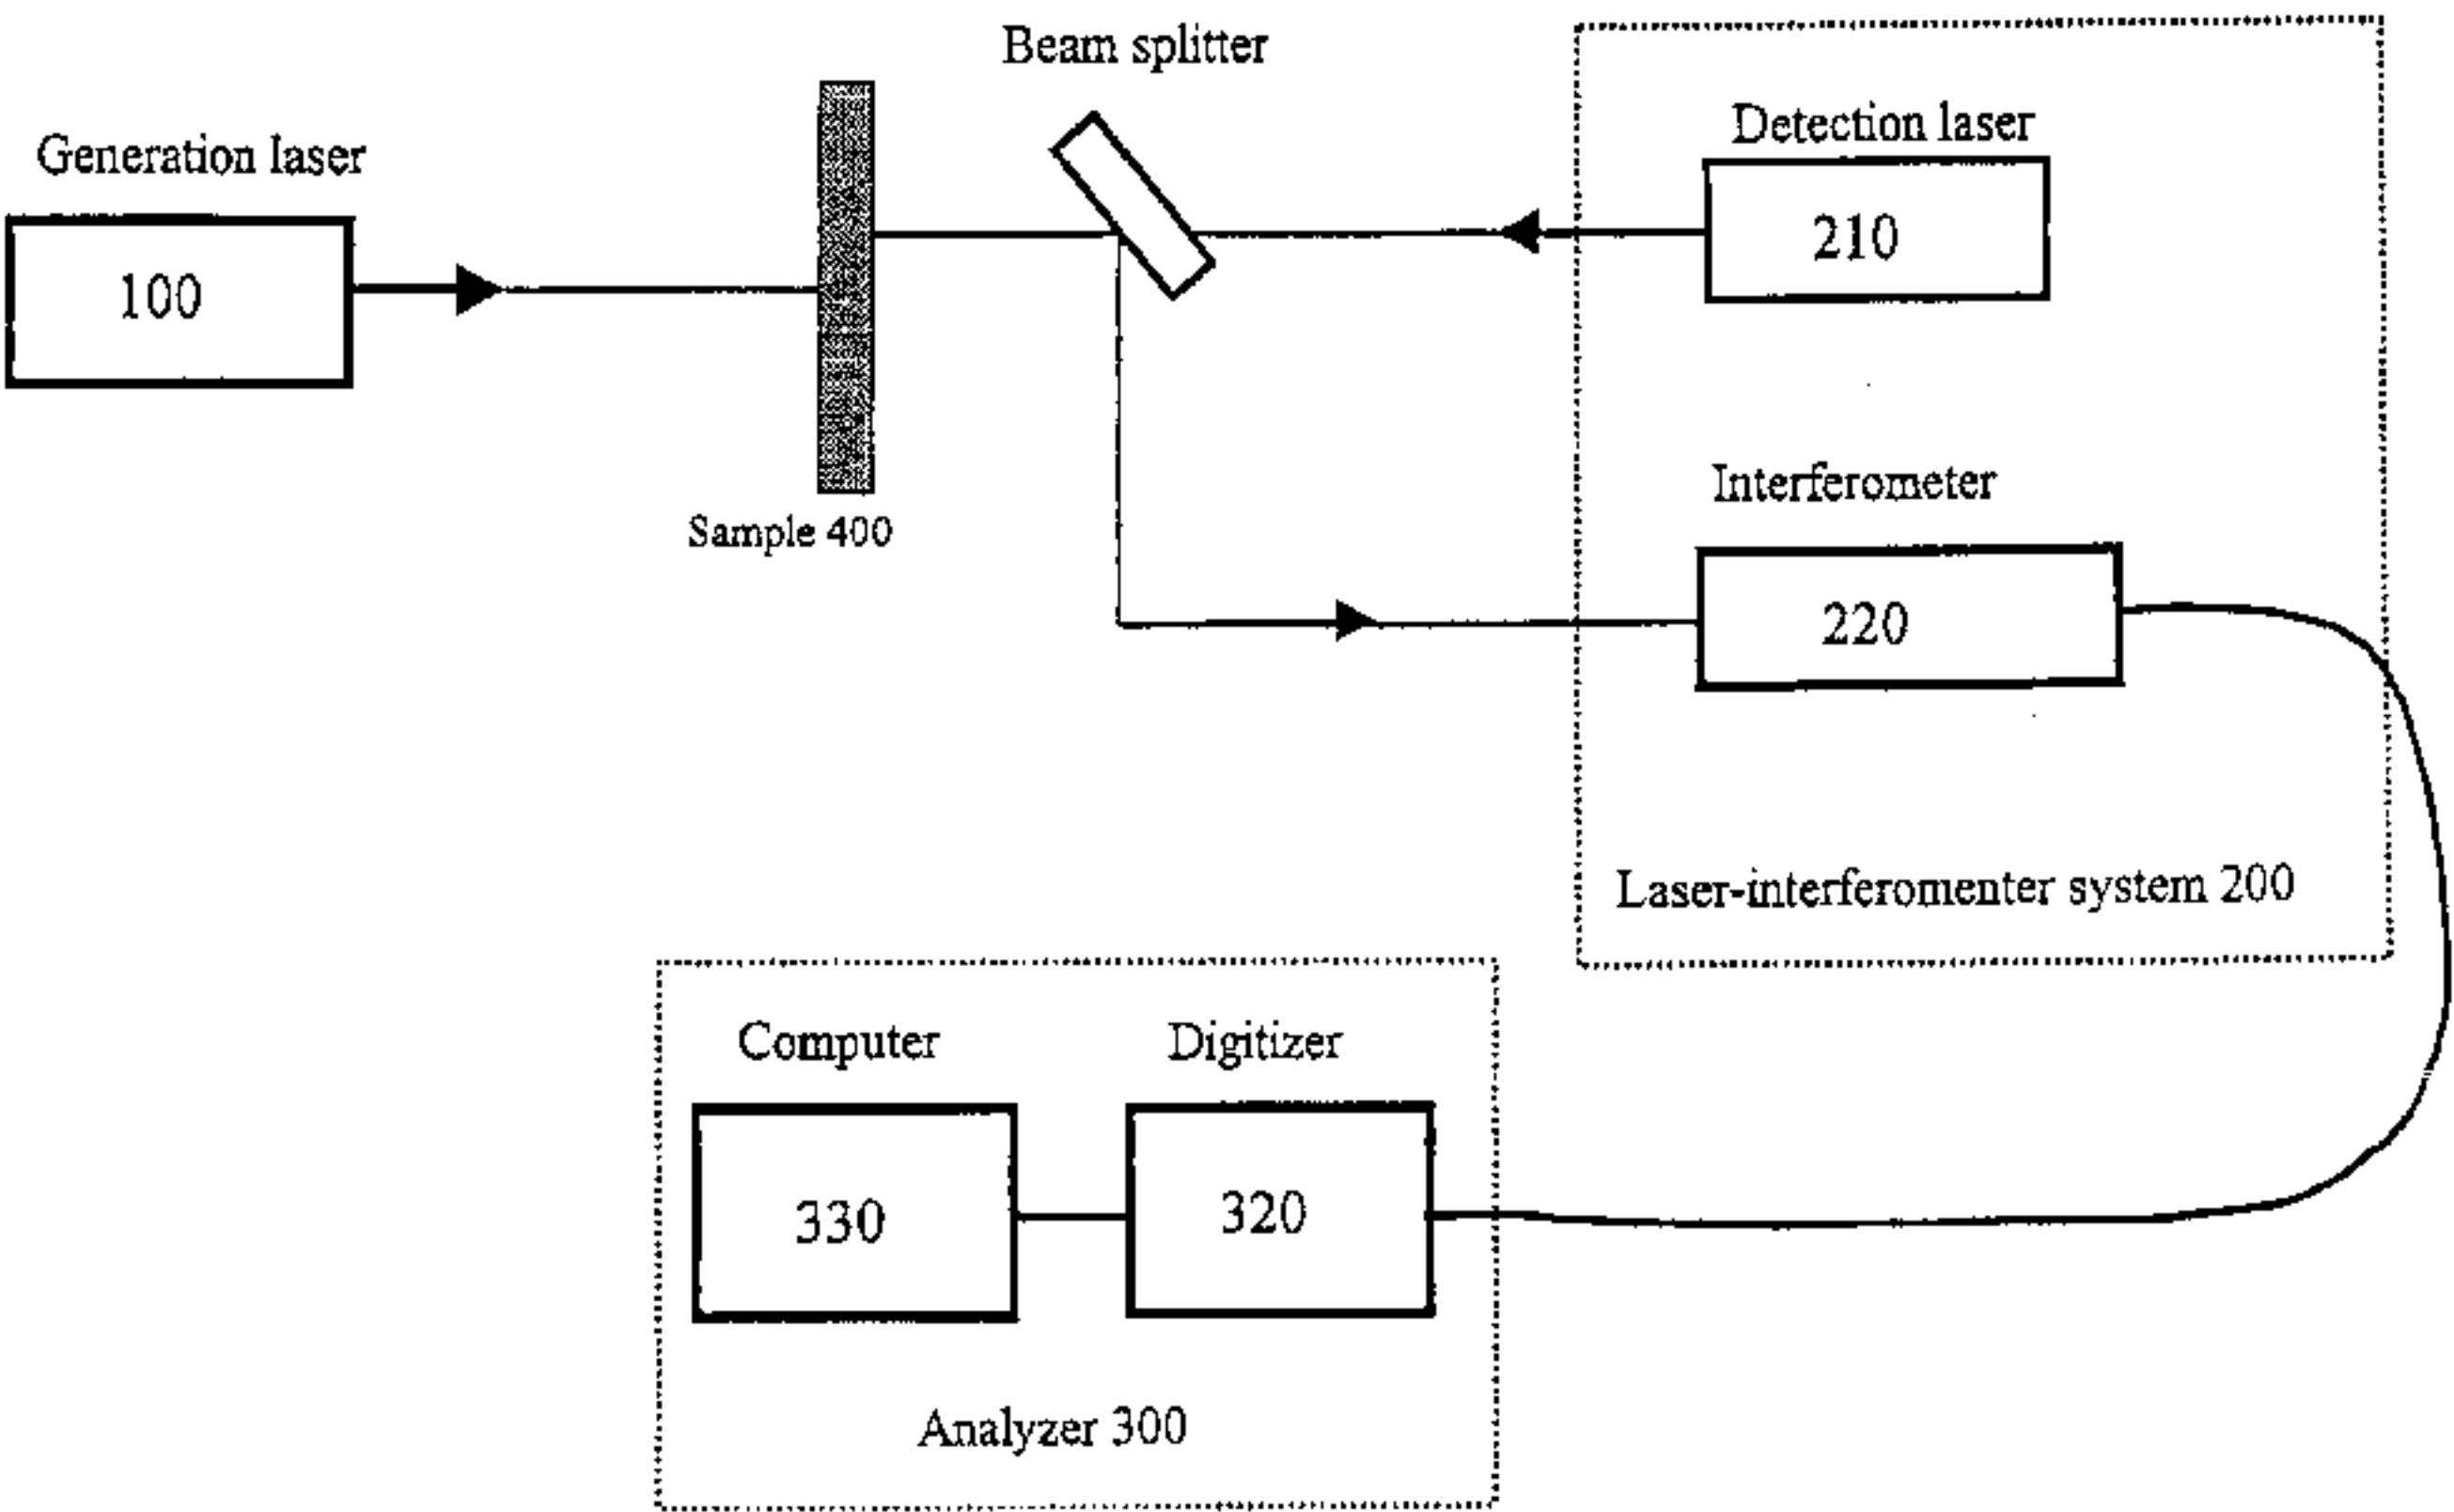 Beam splitter
Generation laser
100
Sample 400
Detection laser
210
Interferometer
220
Laser-interferomenter system 200
Computer
Digitizer
330
320
Analyzer 300